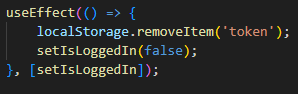 useEffect(() => {
    localStorage.removeItem('token');
    setIsLoggedIn(false);
}, [setIsLoggedIn]);